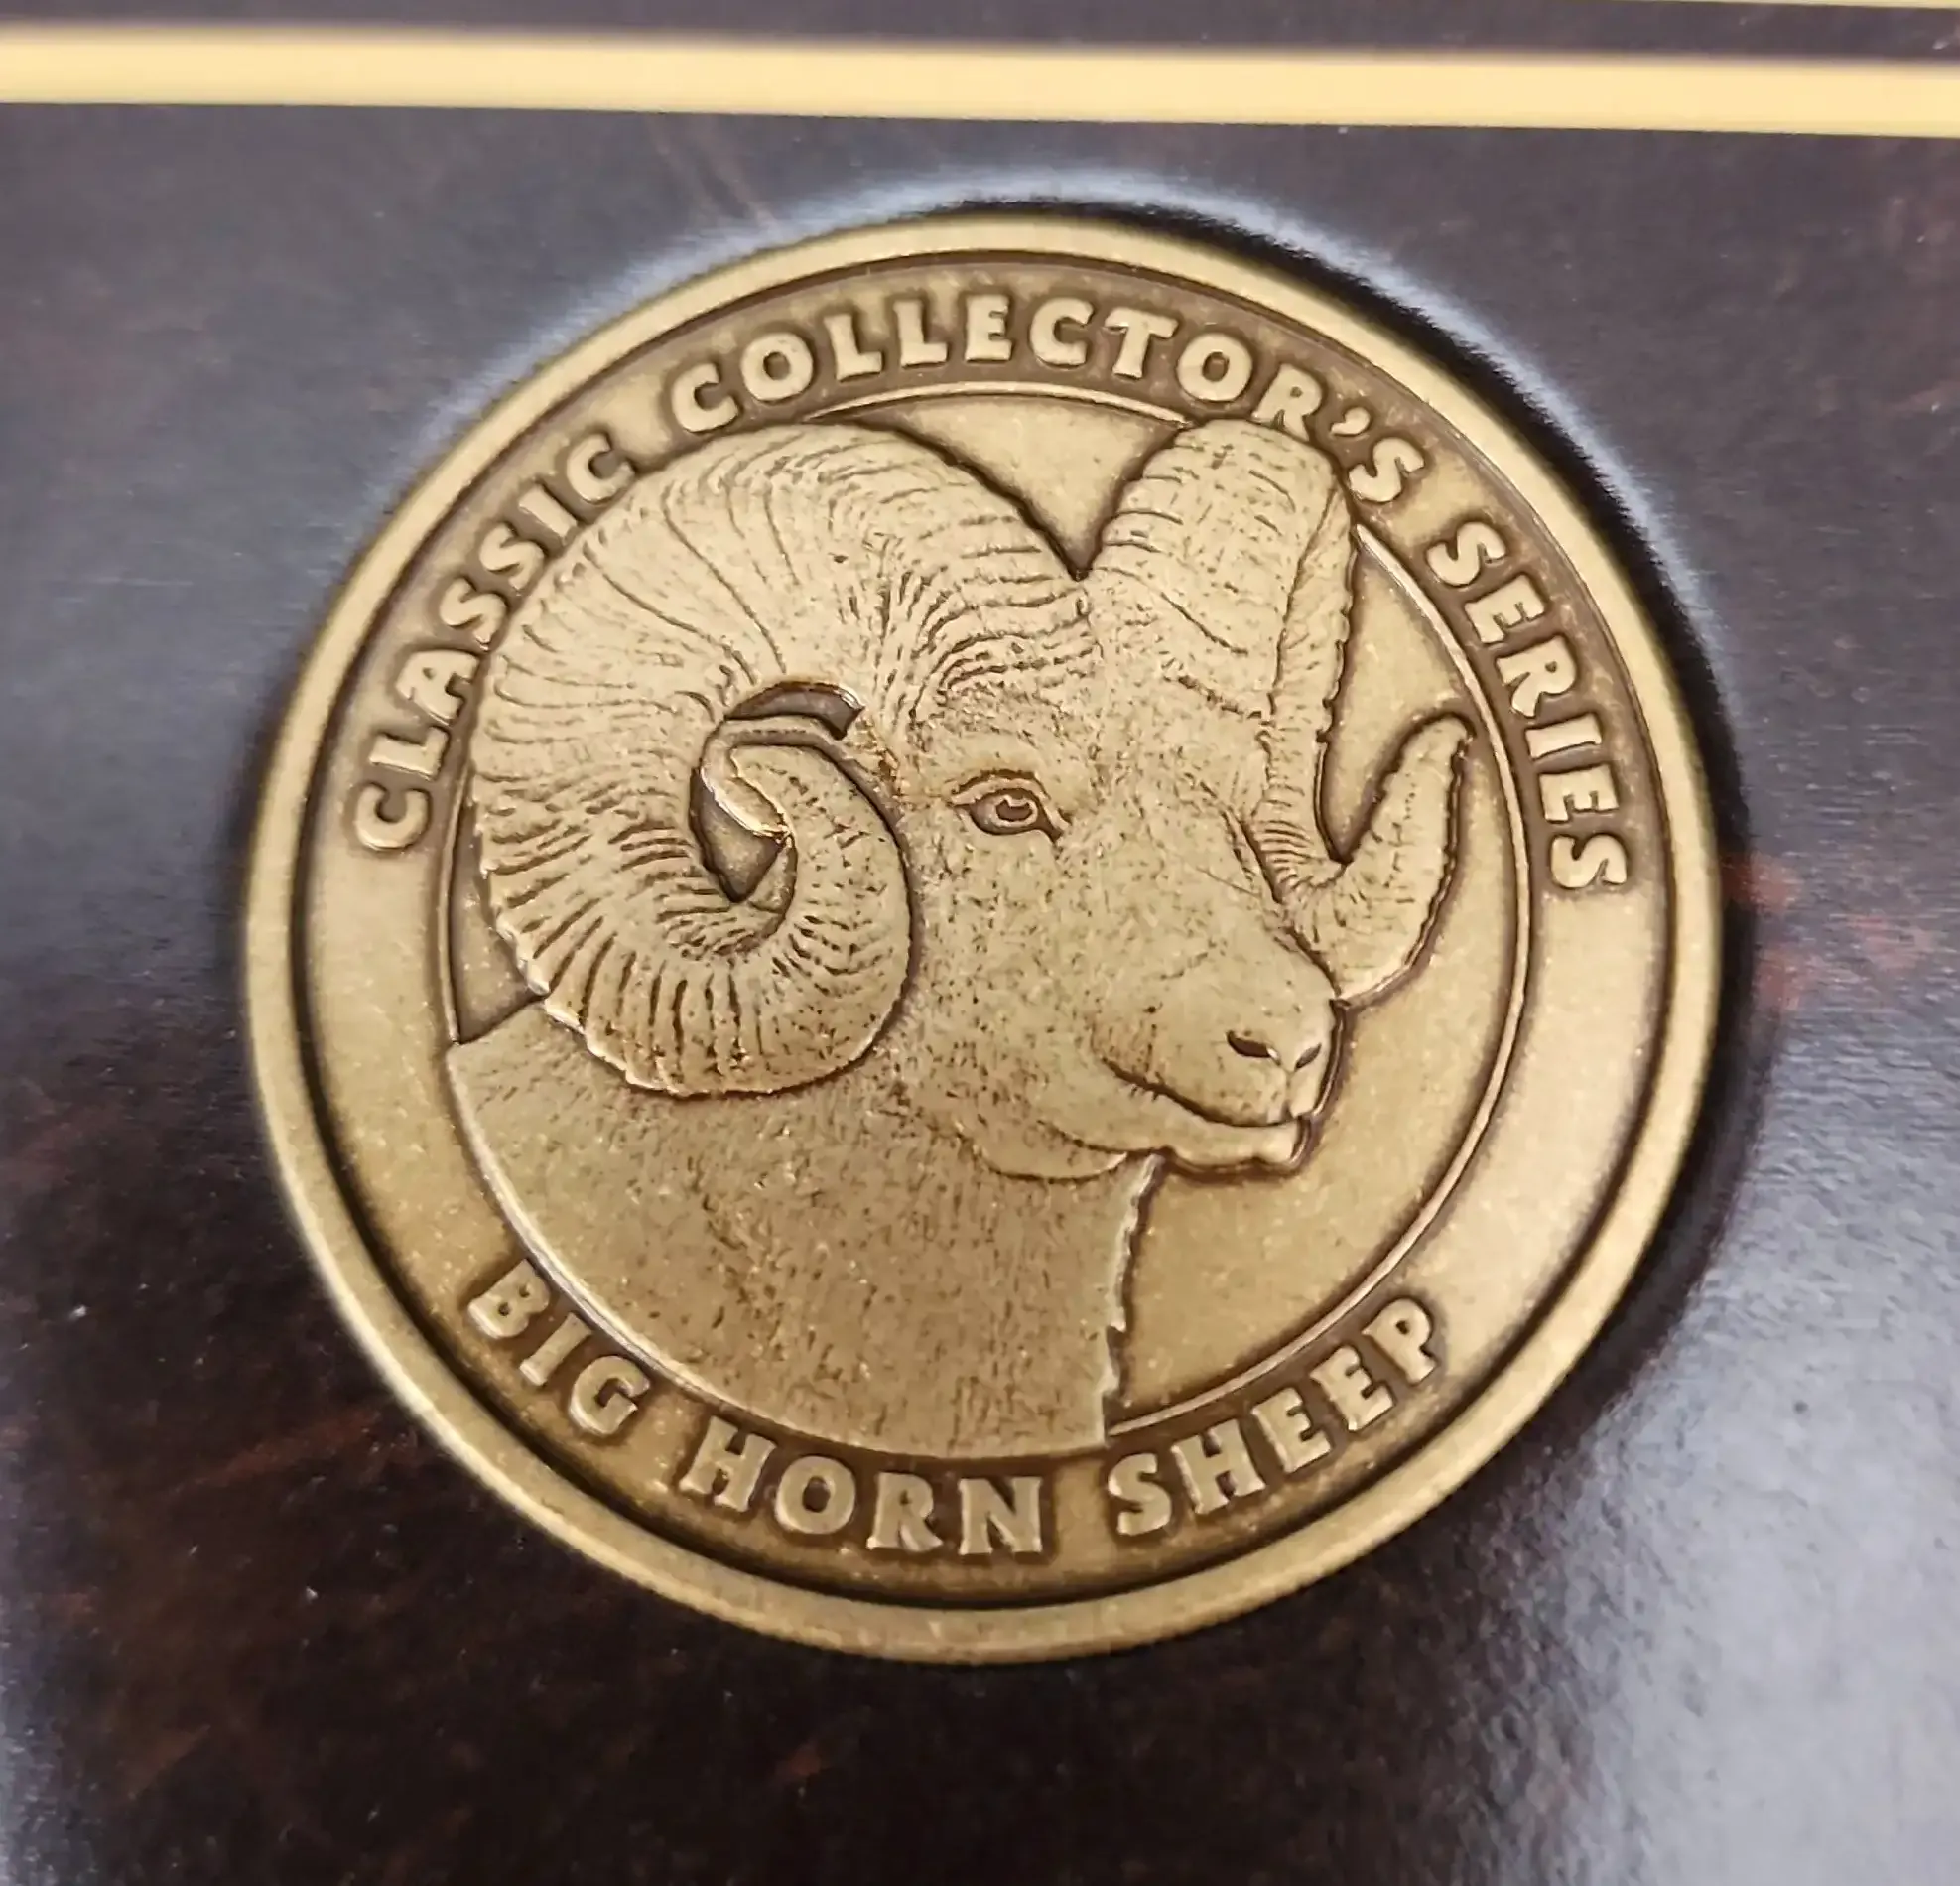 CLASSIC COLLECTOR'S SERIES
BIG HORN SHEEP